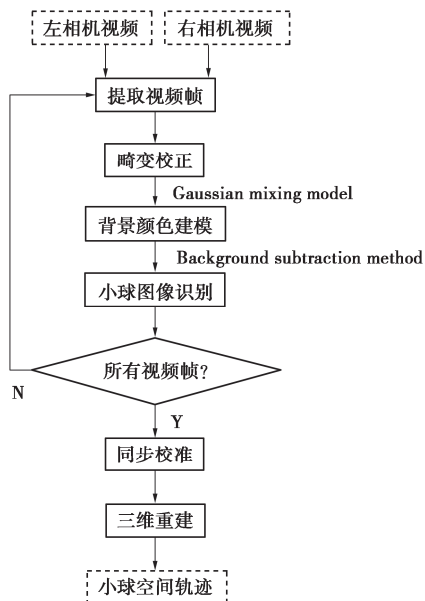 左相机视频
右相机视频
提取视频帧
畸变校正
Gaussian mixing model
背景颜色建模
Background subtraction method
小球图像识别
所有视频帧?
N
Y
同步校准
三维重建
小球空间轨迹